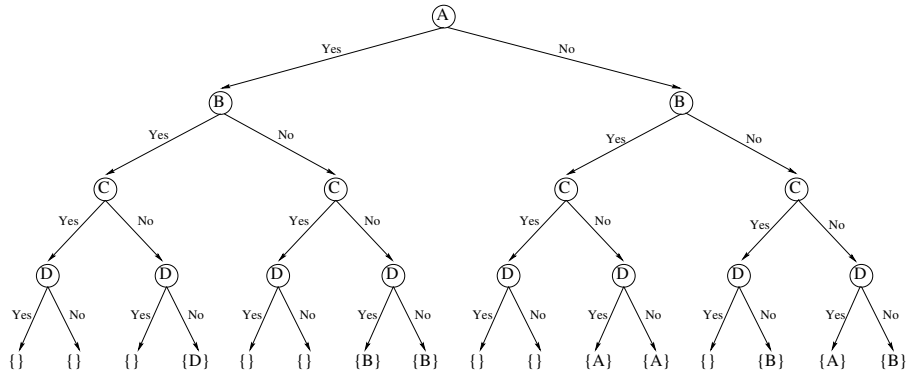 A
Yes No
B B
Yes No Yes No
C C C C
Yes No Yes No Yes No Yes No
D D D D D D D D
Yes No Yes No Yes No Yes No Yes No Yes No Yes No Yes No
{} {} {} {D} {} {} {B} {B} {} {} {A} {A} {} {B} {A} {B}